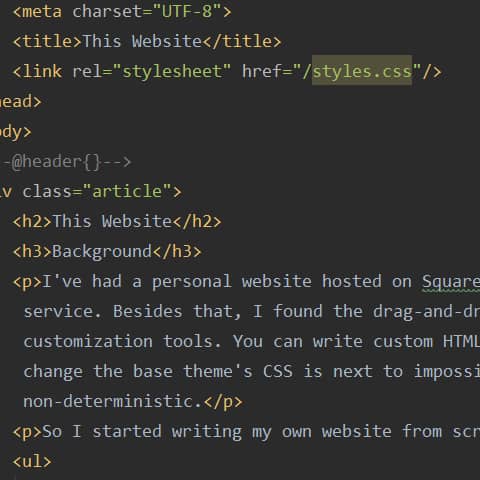 <meta charset="UTF-8">
<title>This Website</title>
<link rel="stylesheet" href="/styles.css"/>
ead>
dy>
-@header{}-->
v class="article">
<h2>This Website</h2>
<h3>Background</h3>
<p>I've had a personal website hosted on Square
service. Besides that, I found the drag-and-dr
customization tools. You can write custom HTML
change the base theme's CSS is next to impossi
non-deterministic.</p>
<p>So I started writing my own website from scr
<ul>